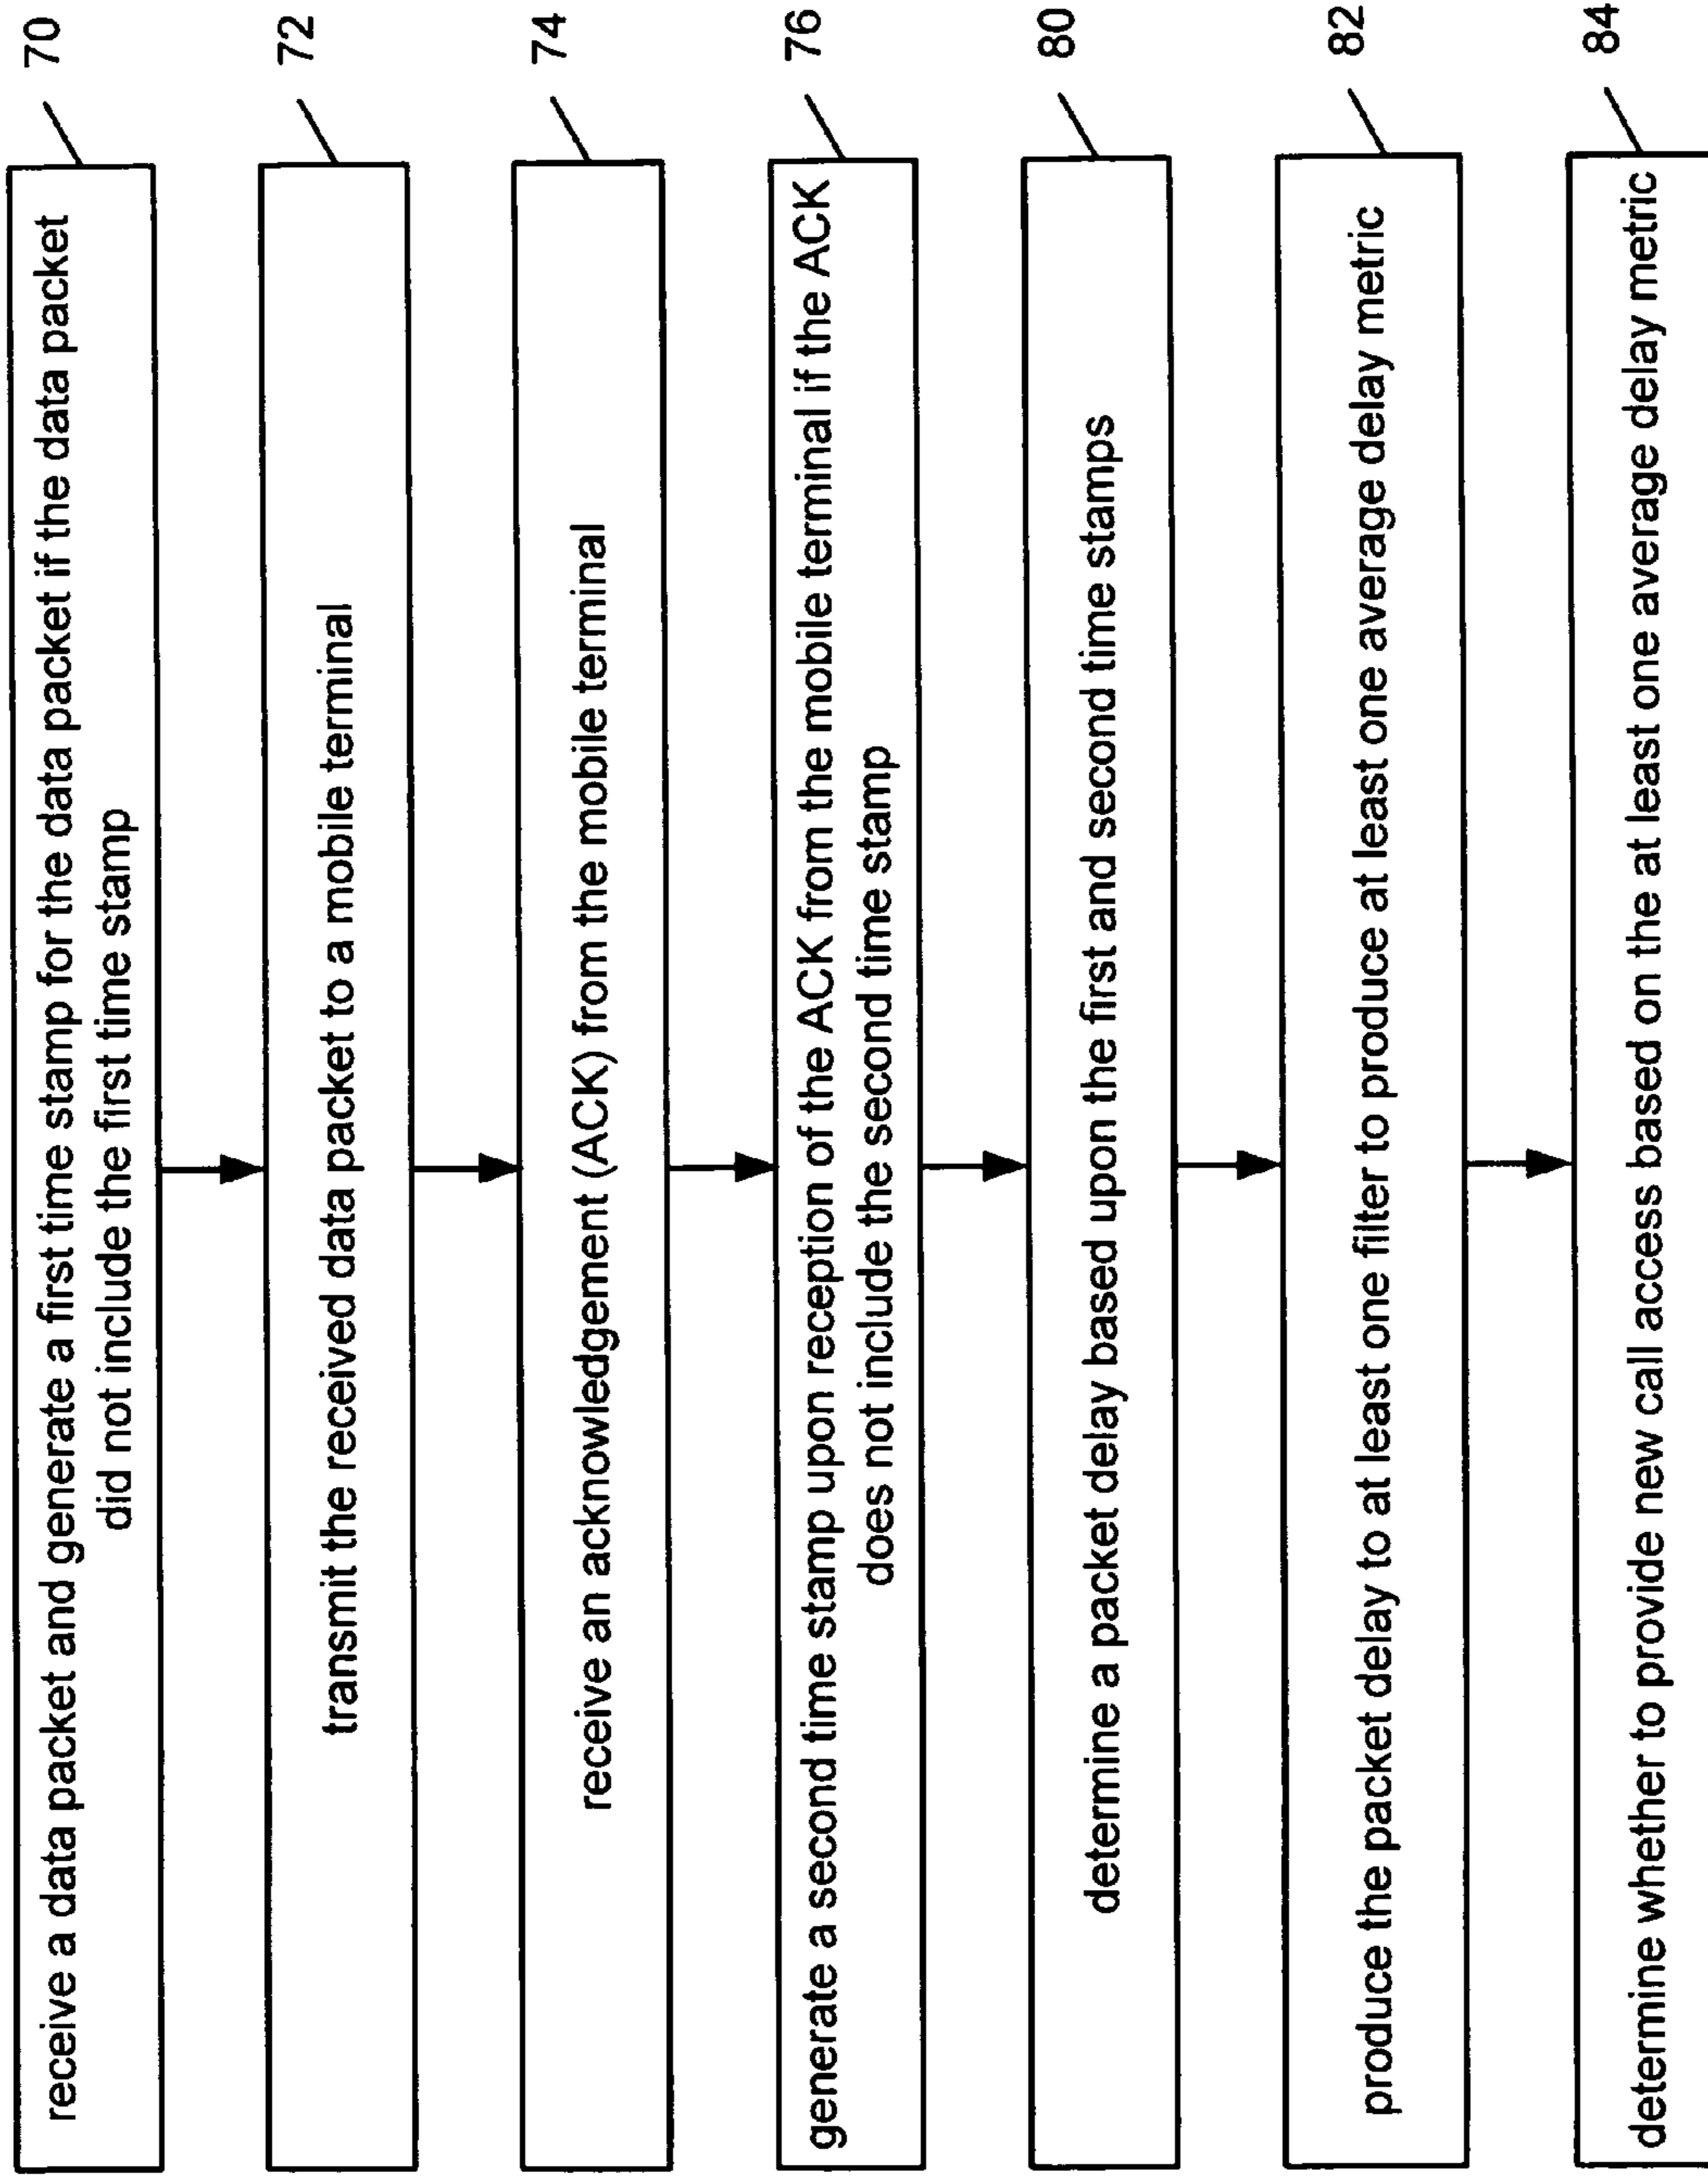 receive a data packet and generate a first time stamp for the data packet if the data packet
did not include the first time stamp
70
transmit the received data packet to a mobile terminal
72
receive an acknowledgement (ACK) from the mobile terminal
74
generate a second time stamp upon reception of the ACK from the mobile terminal if the ACK
does not include the second time stamp
76
determine a packet delay based upon the first and second time stamps
80
produce the packet delay to at least one filter to produce at least one average delay metric
82
determine whether to provide new call access based on the at least one average delay metric
84